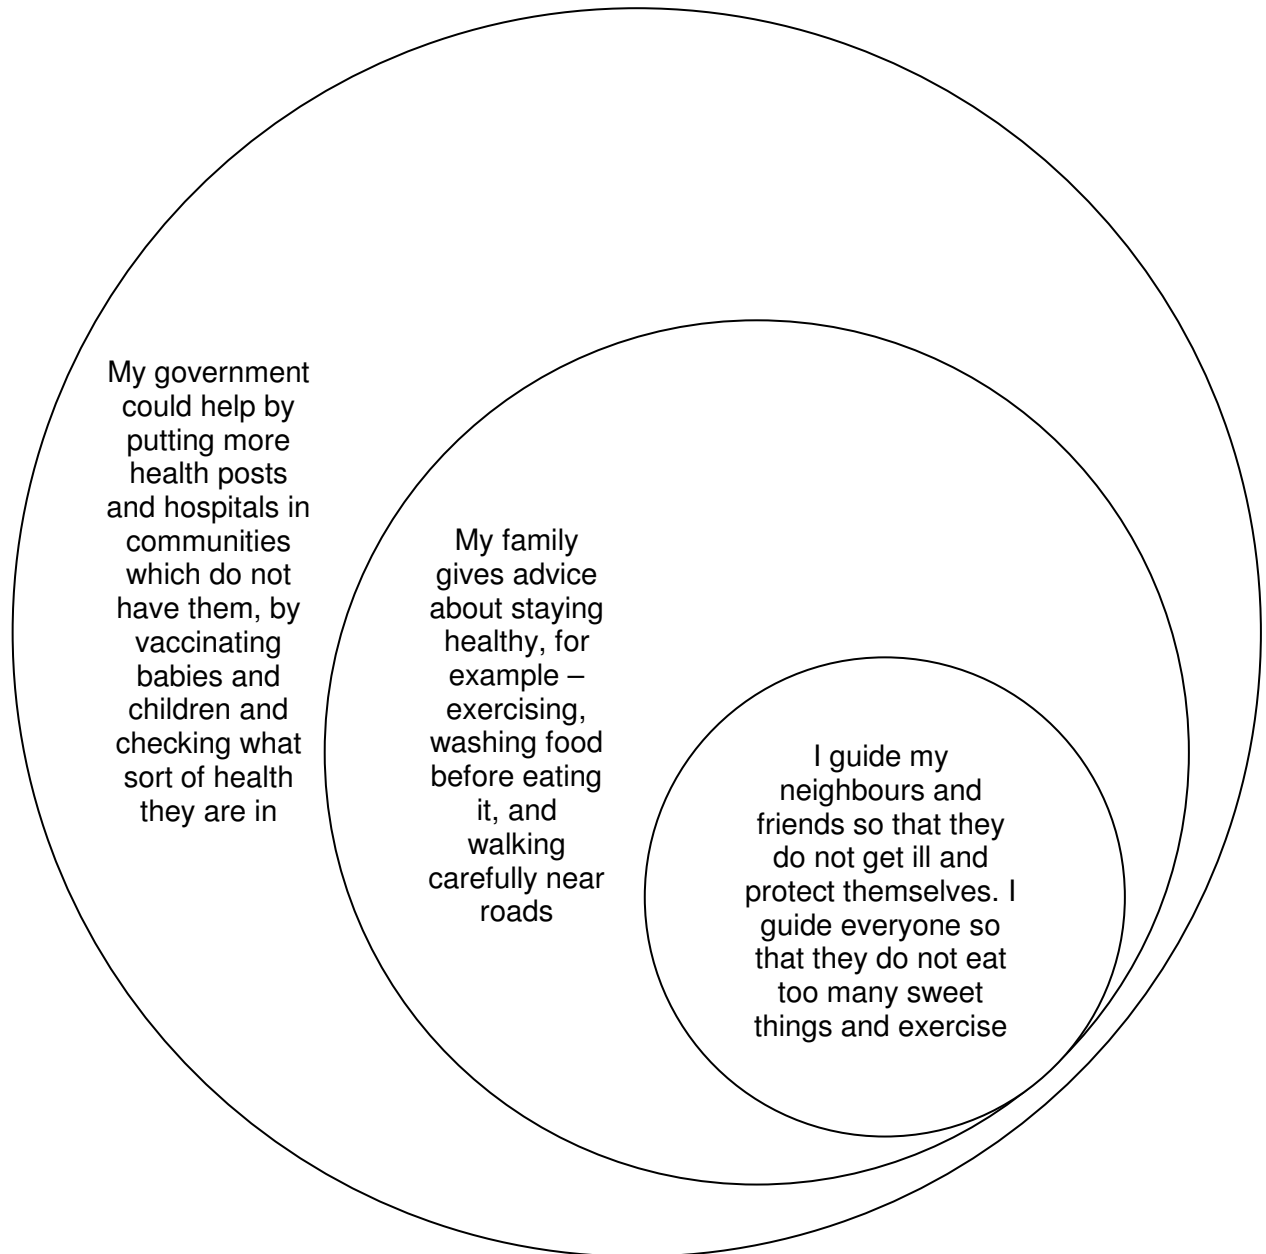 My government
could help by
putting more
health posts
and hospitals in
communities
which do not
have them, by
vaccinating
babies and
children and
checking what
sort of health
they are in
My family
gives advice
about staying
healthy, for
example –
exercising,
washing food
before eating
it, and
walking
carefully near
roads
I guide my
neighbours and
friends so that they
do not get ill and
protect themselves. I
guide everyone so
that they do not eat
too many sweet
things and exercise